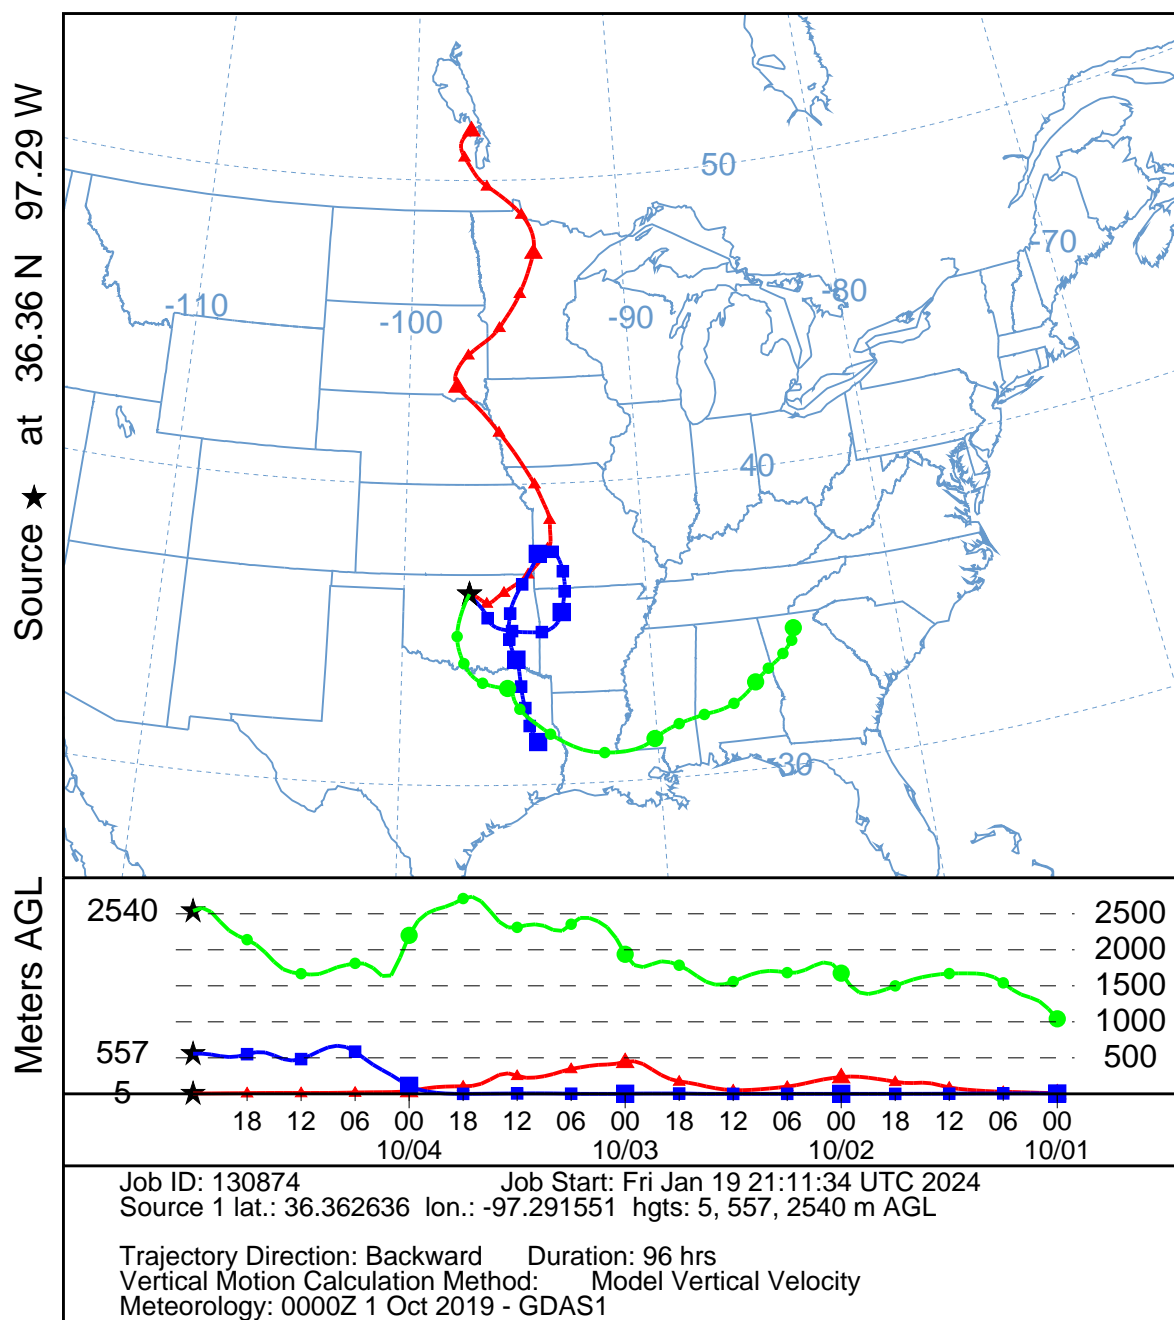 Source ★ at 36.36 N 97.29 W
50
-70
-110
-100
-90
-80
40
-30
Meters AGL
2540
557
5
2500
2000
1500
1000
500
18 12 06 00 18 12 06 00 18 12 06 00 18 12 06 00
10/04 10/03 10/02 10/01
Job ID: 130874 Job Start: Fri Jan 19 21:11:34 UTC 2024
Source 1 lat.: 36.362636 lon.: -97.291551 hgts: 5, 557, 2540 m AGL
Trajectory Direction: Backward Duration: 96 hrs
Vertical Motion Calculation Method: Model Vertical Velocity
Meteorology: 0000Z 1 Oct 2019 - GDAS1